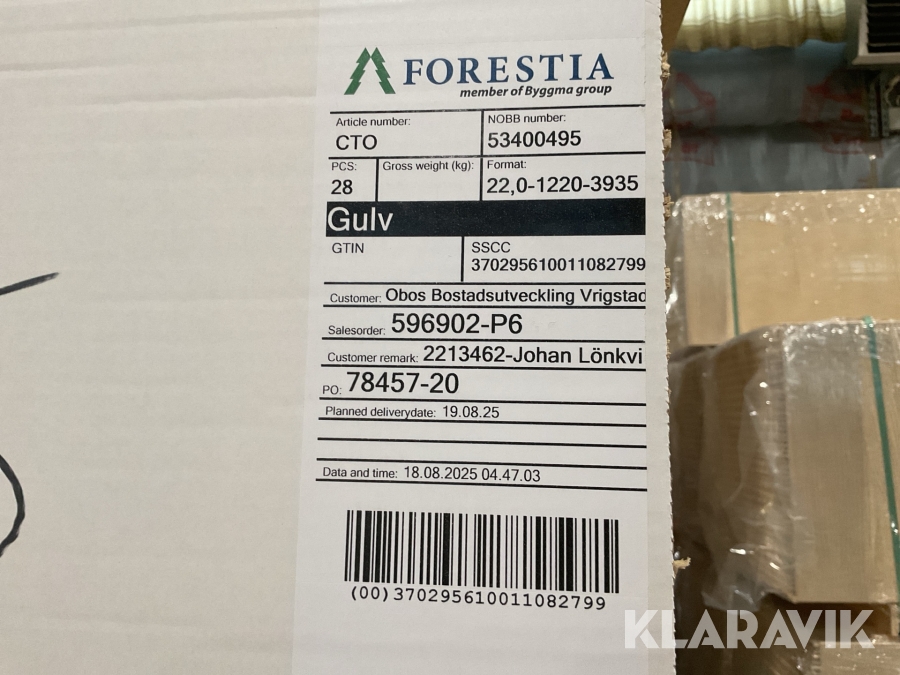 FORESTIA
member of Byggma group
Article number: NOBB number:
CTO 53400495
PCS: Gross weight (kg): Format:
28 22,0-1220-3935
Gulv
GTIN SSCC
370295610011082799
Customer: Obos Bostadsutveckling Vrigstad
Salesorder: 596902-P6
Customer remark: 2213462-Johan Lönkvi
PO: 78457-20
Planned deliverydate: 19.08.25
Data and time: 18.08.2025 04.47.03
(00)370295610011082799
KLARAVIK